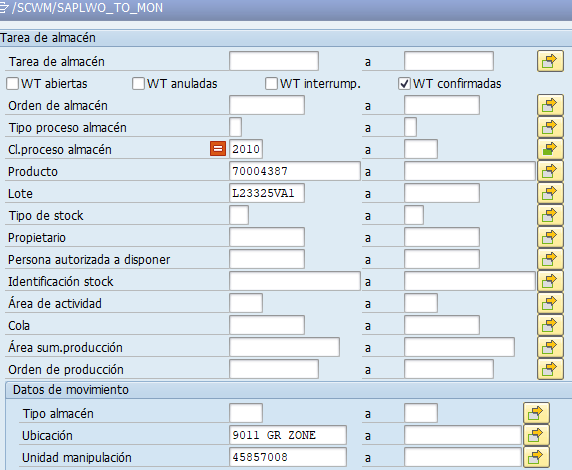 /SCWM/SAPLWO_TO_MON
Tarea de almacén
Tarea de almacén a
WT abiertas WT anuladas WT interrump. WT confirmadas
Orden de almacén a
Tipo proceso almacén a
Cl.proceso almacén 2010 a
Producto 70004387 a
Lote L23325VA1 a
Tipo de stock a
Propietario a
Persona autorizada a disponer a
Identificación stock a
Área de actividad a
Cola a
Área sum.producción a
Orden de producción a
Datos de movimiento
Tipo almacén a
Ubicación 9011 GR ZONE a
Unidad manipulación 45857008 a